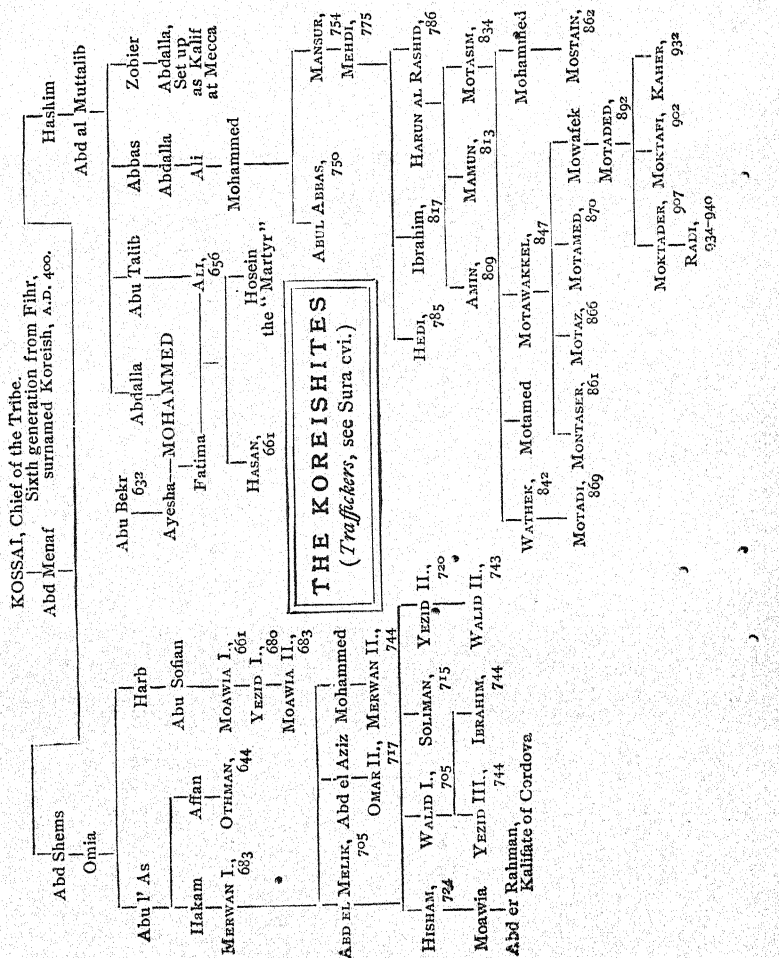 KOSSAI, Chief of the Tribe.
Sixth generation from Fihr,
surnamed Koreish, A.D. 400.
Abd Menaf
Abd Shems
Hashim
Omia
Abd al Muttalib
Abu l' As
Harb
Abu Bekr
632
Abdalla
Abu Talib
Abbas
Zobier
Hakam
Affan
Abu Sofian
Ayesha—MOHAMMED
Abdalla
Abdalla,
Set up
as Kalif
at Mecca
MERWAN I.,
683
OTHMAN,
644
MOAWIA I.,
661
YEZID I.,
680
MOAWIA II.,
683
Fatima
ALI,
656
Ali
HASAN,
661
Hosein
the "Martyr"
Mohammed
ABD EL MELIK,
705
Abd el Aziz
Mohammed
OMAR II.,
717
MERWAN II.,
744
THE KOREISHITES
(Traffickers, see Sura cvi.)
ABUL ABBAS,
750
MANSUR,
754
MEHDI,
775
HISHAM,
724
WALID I.,
705
SOLIMAN,
715
YEZID II.,
720
HEDI,
785
Ibrahim,
817
HARUN AL RASHID,
786
Moawia
YEZID III.,
744
IBRAHIM,
744
WALID II.,
743
AMIN,
809
MAMUN,
813
MOTASIM,
834
Abd er Rahman,
Kalifate of Cordova
WATHEK,
842
Motamed
MOTAWAKKEL,
847
Mohammed
MOTADI,
869
MONTASER,
861
MOTAZ,
866
MOTAMED,
870
Mowafek
MOSTAIN,
862
MOTADED,
892
MOKTADER,
907
MOKTAFI,
902
KAHER,
932
RADI,
934-940